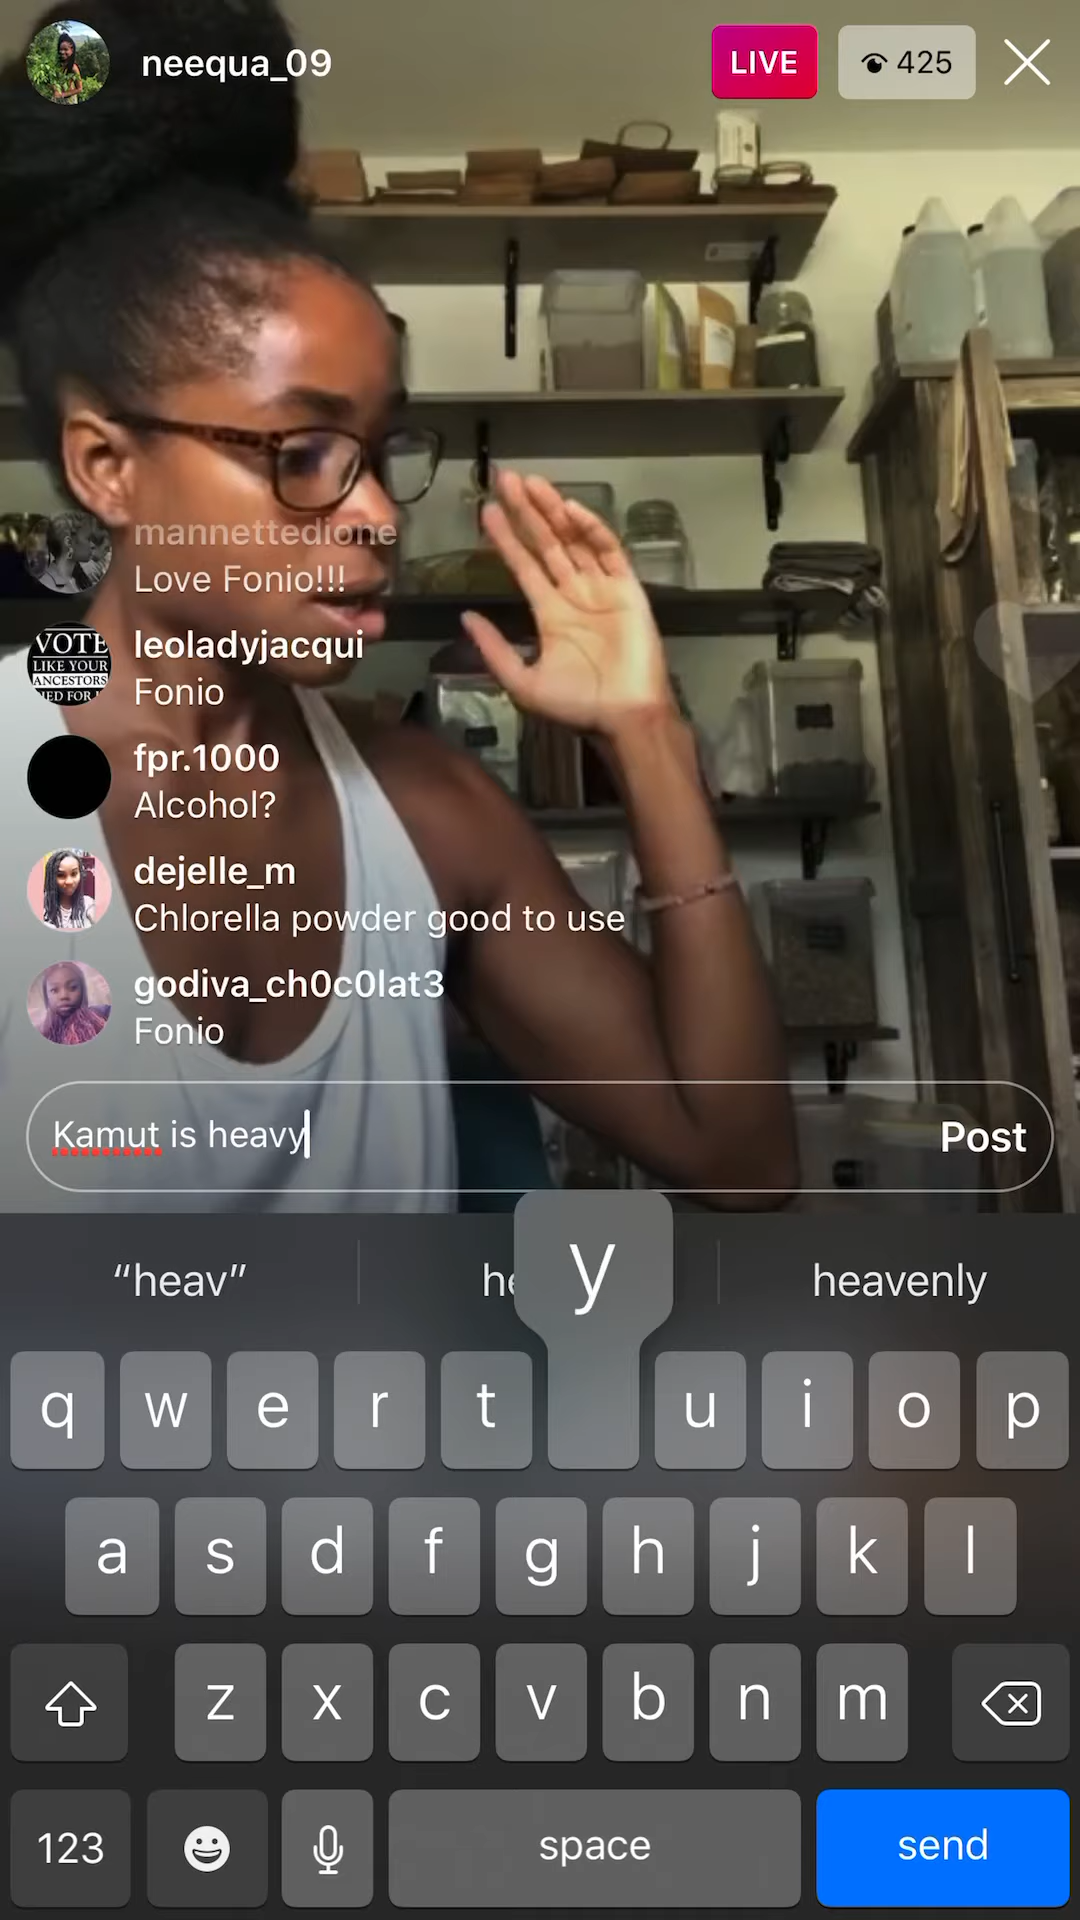 neequa_09
LIVE
425
mannettedione
Love Fonio!!!
leoladyjacqui
Fonio
VOTE
LIKE YOUR
ANCESTORS
fpr.1000
Alcohol?
dejelle_m
Chlorella powder good to use
godiva_ch0c0lat3
Fonio
Kamut is heavy
Post
“heav”
y
heavenly
q w e r t u i o p
a s d f g h j k l
z x c v b n m
123
space
send